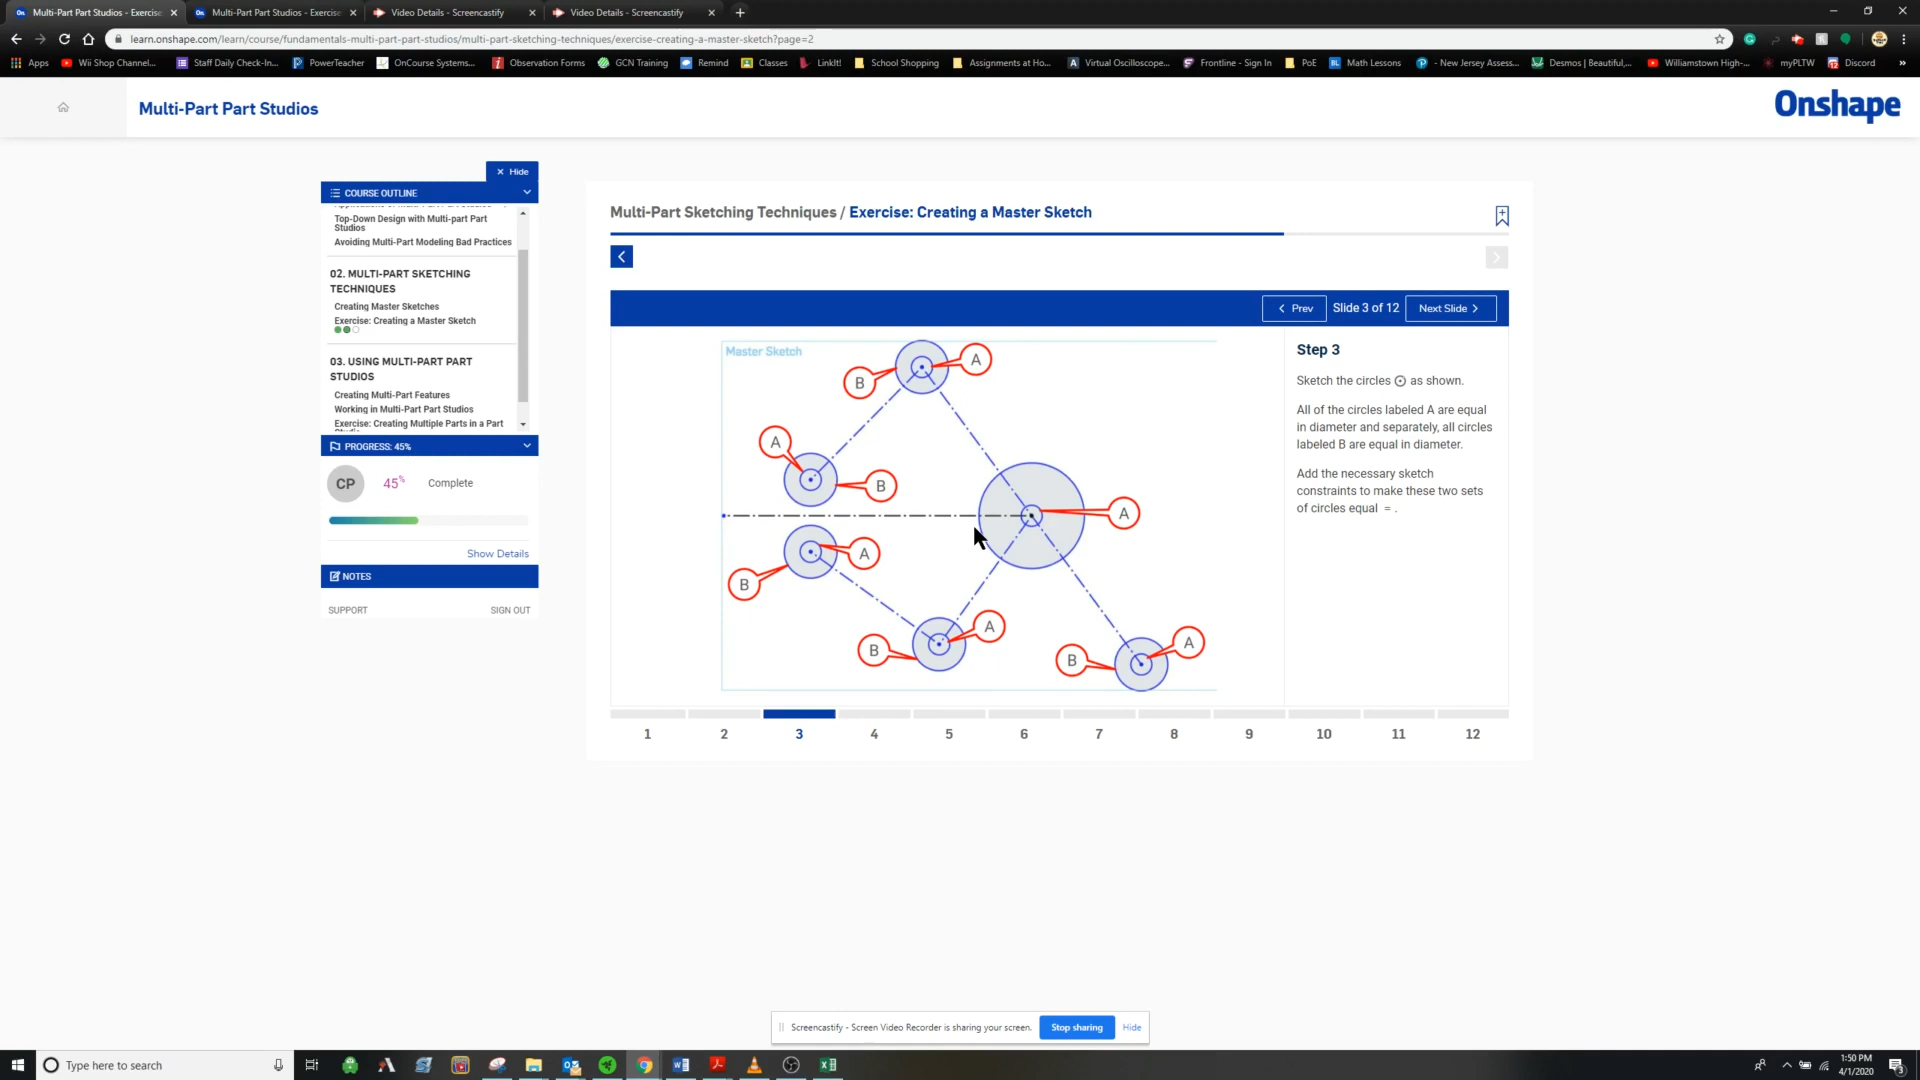 Multi-Part Part Studios - Exercise
Multi-Part Part Studios - Exercise
Video Details - Screencastify
Video Details - Screencastify
learn.onshape.com/learn/course/fundamentals-multi-part-part-studios/multi-part-sketching-techniques/exercise-creating-a-master-sketch?page=2
Apps
Wii Shop Channel...
Staff Daily Check-In...
PowerTeacher
OnCourse Systems...
Observation Forms
GCN Training
Remind
Classes
LinkIt!
School Shopping
Assignments at Ho...
Virtual Oscilloscope...
Frontline - Sign In
PoE
Math Lessons
- New Jersey Assess...
Desmos | Beautiful,...
Williamstown High-...
myPLTW
Discord
Multi-Part Part Studios
Onshape
Hide
COURSE OUTLINE
Top-Down Design with Multi-part Part
Studios
Avoiding Multi-Part Modeling Bad Practices
02. MULTI-PART SKETCHING
TECHNIQUES
Creating Master Sketches
Exercise: Creating a Master Sketch
03. USING MULTI-PART PART
STUDIOS
Creating Multi-Part Features
Working in Multi-Part Part Studios
Exercise: Creating Multiple Parts in a Part
PROGRESS: 45%
CP
45%
Complete
Show Details
NOTES
SUPPORT
SIGN OUT
Multi-Part Sketching Techniques / Exercise: Creating a Master Sketch
Prev
Slide 3 of 12
Next Slide
Master Sketch
A
B
A
B
A
A
B
A
B
A
B
Step 3
Sketch the circles as shown.
All of the circles labeled A are equal
in diameter and separately, all circles
labeled B are equal in diameter.
Add the necessary sketch
constraints to make these two sets
of circles equal = .
1 2 3 4 5 6 7 8 9 10 11 12
Screencastify - Screen Video Recorder is sharing your screen.
Stop sharing
Hide
Type here to search
1:50 PM
4/1/2020